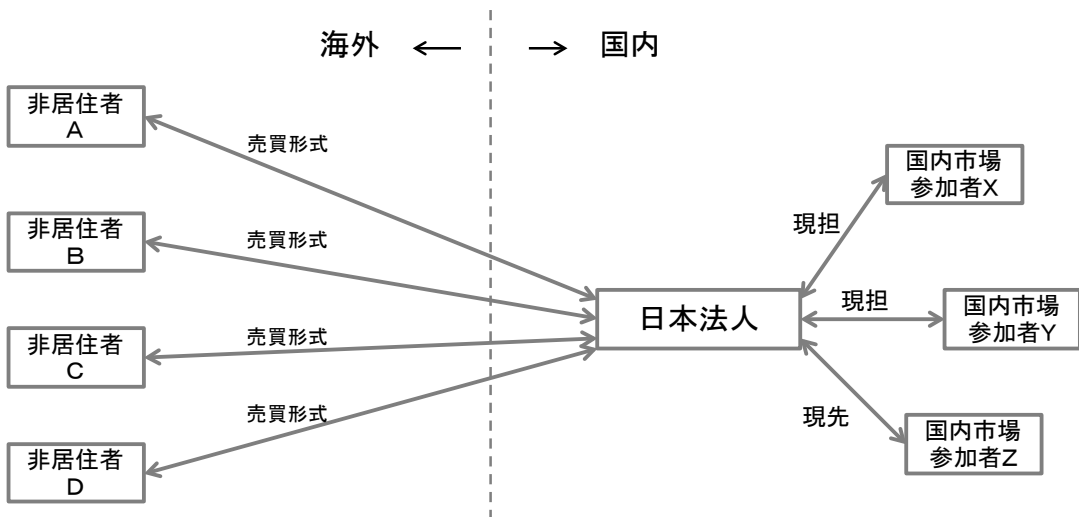 海外 ← → 国内
非居住者
A
売買形式
非居住者
B
売買形式
非居住者
C
売買形式
非居住者
D
売買形式
日本法人
現担
国内市場
参加者X
現担
国内市場
参加者Y
現先
国内市場
参加者Z